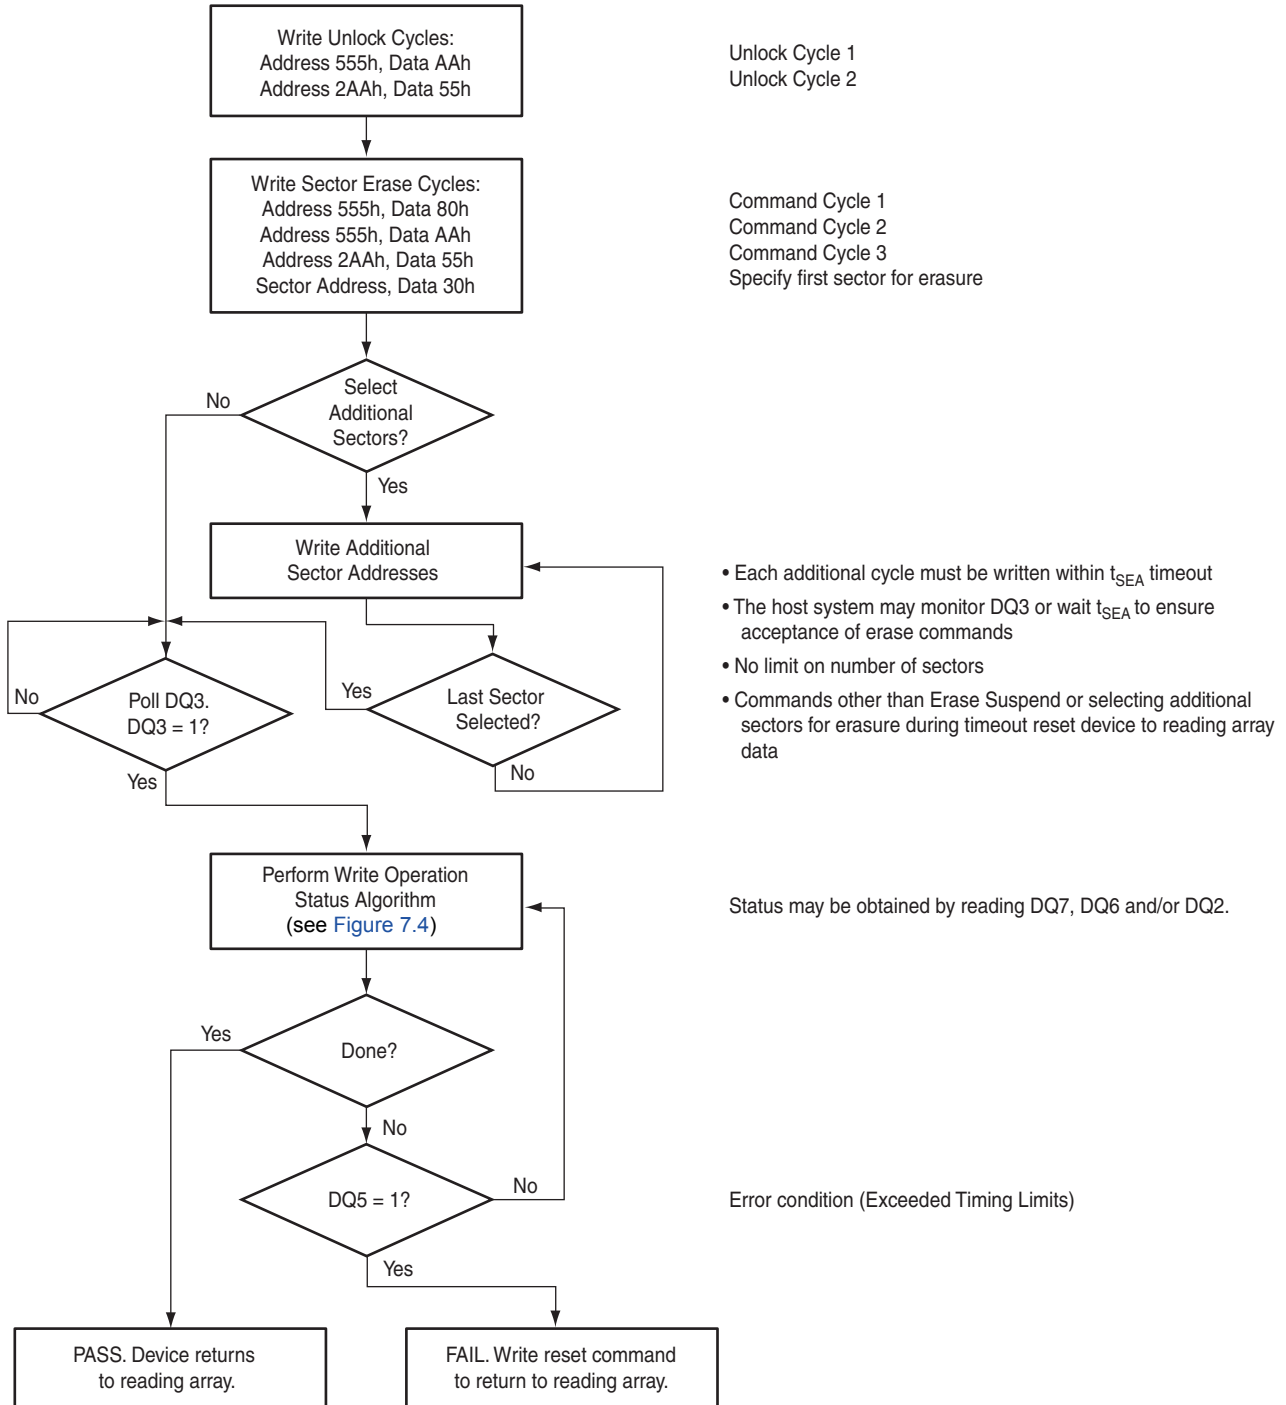 Write Unlock Cycles:
Address 555h, Data AAh
Address 2AAh, Data 55h
Unlock Cycle 1
Unlock Cycle 2
Write Sector Erase Cycles:
Address 555h, Data 80h
Address 555h, Data AAh
Address 2AAh, Data 55h
Sector Address, Data 30h
Command Cycle 1
Command Cycle 2
Command Cycle 3
Specify first sector for erasure
Select
Additional
Sectors?
No
Yes
Write Additional
Sector Addresses
• Each additional cycle must be written within tSEA timeout
• The host system may monitor DQ3 or wait tSEA to ensure
acceptance of erase commands
• No limit on number of sectors
• Commands other than Erase Suspend or selecting additional
sectors for erasure during timeout reset device to reading array
data
No
Poll DQ3.
DQ3 = 1?
Yes
Yes
Last Sector
Selected?
No
Perform Write Operation
Status Algorithm
(see Figure 7.4)
Status may be obtained by reading DQ7, DQ6 and/or DQ2.
Yes
Done?
No
DQ5 = 1?
No
Yes
Error condition (Exceeded Timing Limits)
PASS. Device returns
to reading array.
FAIL. Write reset command
to return to reading array.